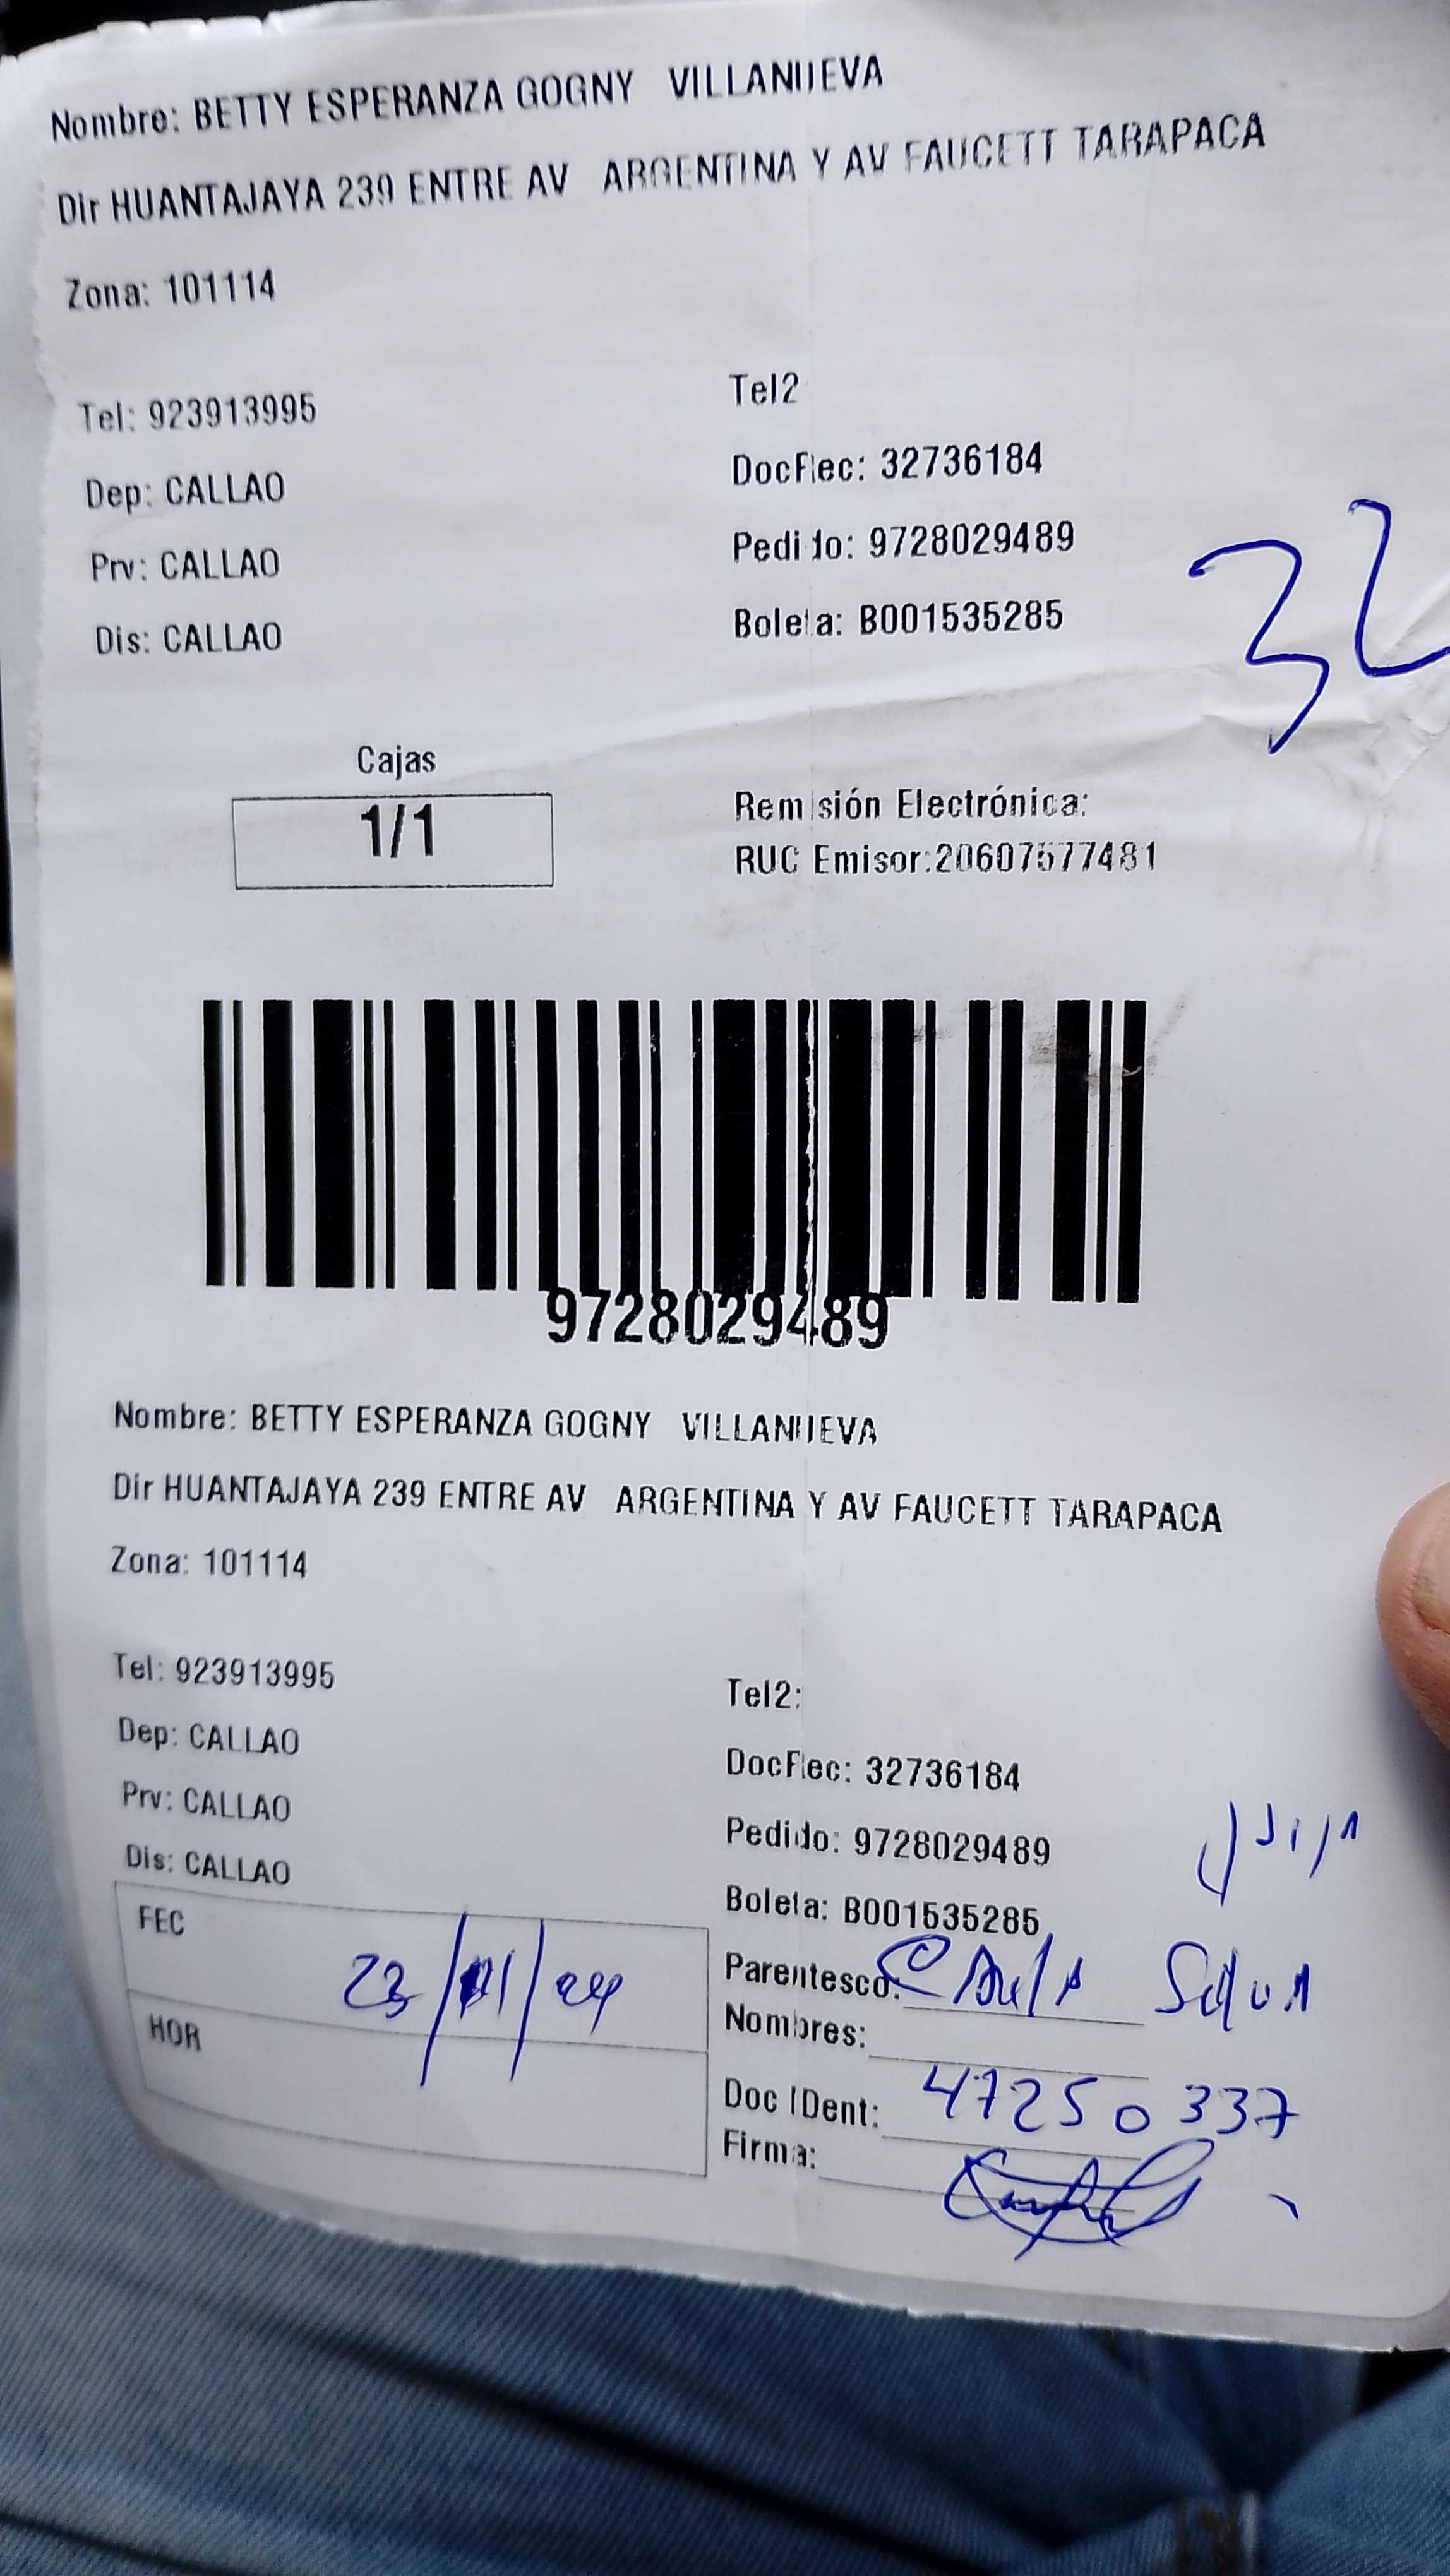 Nombre: BETTY ESPERANZA GOGNY VILLANUEVA
Dir HUANTAJAYA 239 ENTRE AV ARGENTINA Y AV FAUCETT TARAPACA
Zona: 101114
Tel: 923913995
Tel2
Dep: CALLAO
DocRec: 32736184
Prv: CALLAO
Pedido: 9728029489
Dis: CALLAO
Boleta: B001535285
32
Cajas
1/1
Remisión Electrónica:
RUC Emisor:20607577481
9728029489
Nombre: BETTY ESPERANZA GOGNY VILLANUEVA
Dir HUANTAJAYA 239 ENTRE AV ARGENTINA Y AV FAUCETT TARAPACA
Zona: 101114
Tel: 923913995
Tel2:
Dep: CALLAO
DocRec: 32736184
Prv: CALLAO
Pedido: 9728029489
Dis: CALLAO
Boleta: B001535285
FEC 23/11/24
Parentesco:
HOR
Nombres:
Doc IDent: 47250337
Firma: